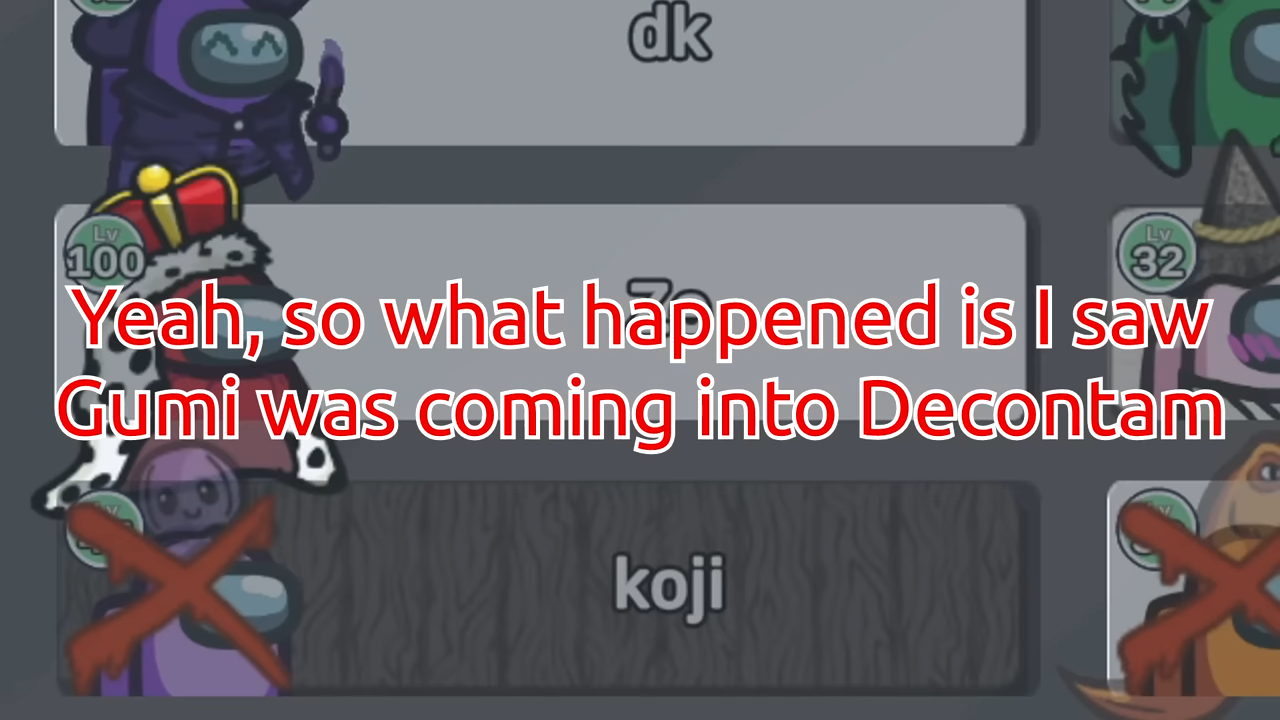 dk
Lv
100
Lv
32
Yeah, so what happened is I saw
Gumi was coming into Decontam
koji